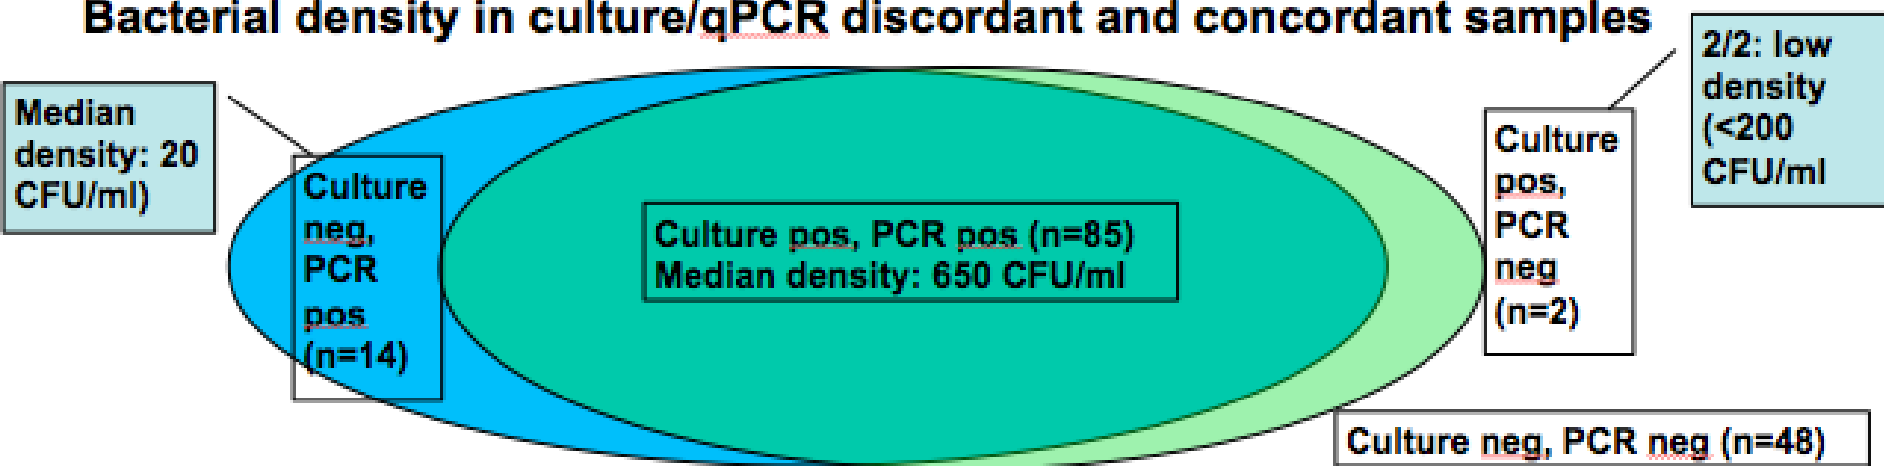 Bacterial density in culture/qPCR discordant and concordant samples
Median
density: 20
CFU/ml)
Culture
neg,
PCR
pos
(n=14)
Culture pos, PCR pos (n=85)
Median density: 650 CFU/ml
Culture
pos,
PCR
neg
(n=2)
2/2: low
density
(<200
CFU/ml
Culture neg, PCR neg (n=48)